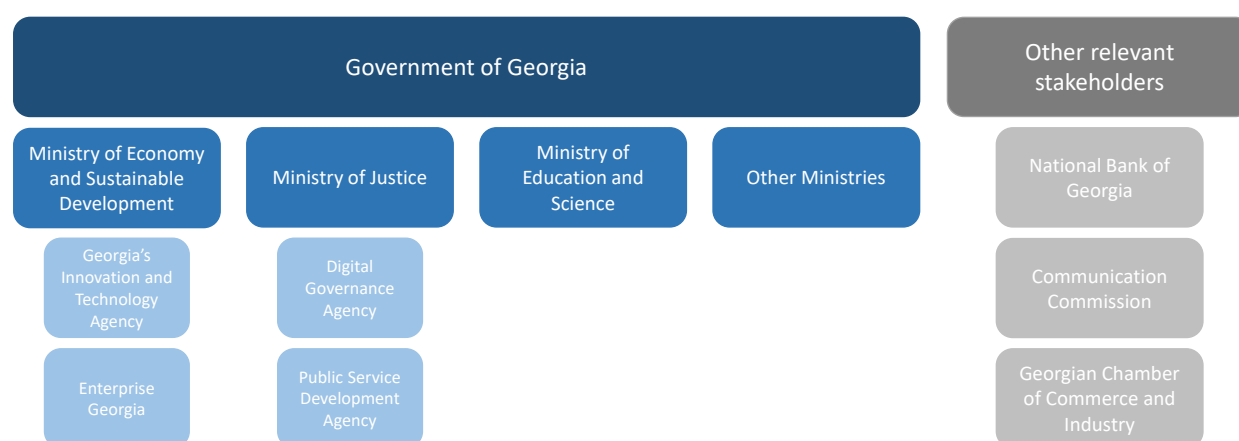 Government of Georgia
Other relevant
stakeholders
Ministry of Economy
and Sustainable
Development
Ministry of Justice
Ministry of
Education and
Science
Other Ministries
National Bank of
Georgia
Georgia’s
Innovation and
Technology
Agency
Digital
Governance
Agency
Communication
Commission
Enterprise
Georgia
Public Service
Development
Agency
Georgian Chamber
of Commerce and
Industry